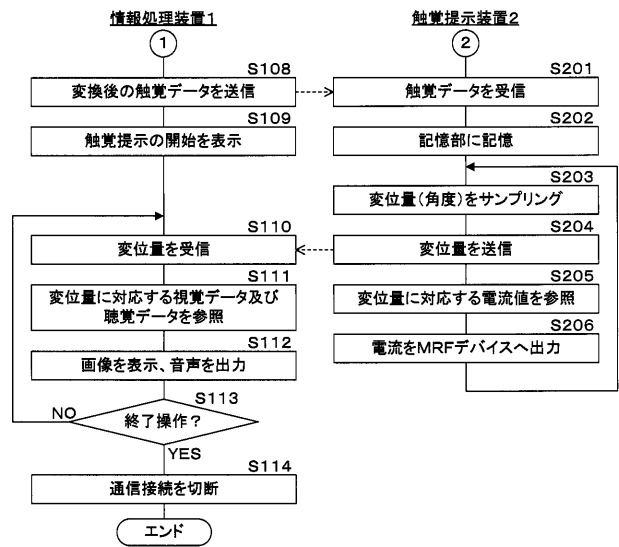 情報処理装置1
1
S108
変換後の触覚データを送信
S109
触覚提示の開始を表示
S110
変位量を受信
S111
変位量に対応する視覚データ及び
聴覚データを参照
S112
画像を表示、音声を出力
S113
終了操作?
NO
YES
S114
通信接続を切断
エンド
触覚提示装置2
2
S201
触覚データを受信
S202
記憶部に記憶
S203
変位量(角度)をサンプリング
S204
変位量を送信
S205
変位量に対応する電流値を参照
S206
電流をMRFデバイスへ出力